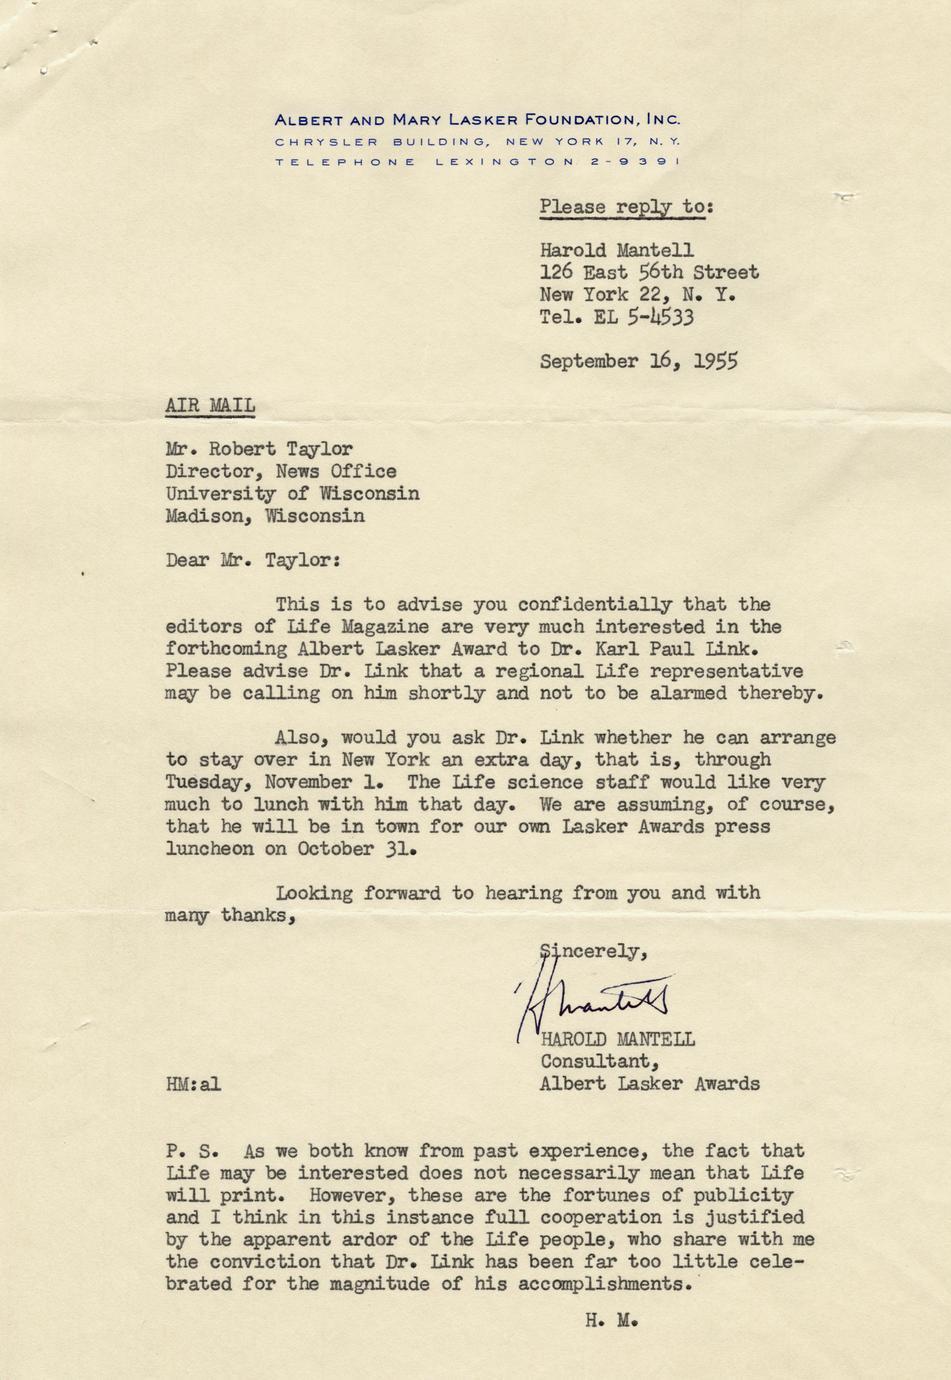 ALBERT AND MARY LASKER FOUNDATION, INC.
CHRYSLER BUILDING, NEW YORK 17, N. Y.
TELEPHONE LEXINGTON 2-9391
Please reply to:
Harold Mantell
126 East 56th Street
New York 22, N. Y.
Tel. EL 5-4533
September 16, 1955
AIR MAIL
Mr. Robert Taylor
Director, News Office
University of Wisconsin
Madison, Wisconsin
Dear Mr. Taylor:
This is to advise you confidentially that the
editors of Life Magazine are very much interested in the
forthcoming Albert Lasker Award to Dr. Karl Paul Link.
Please advise Dr. Link that a regional Life representative
may be calling on him shortly and not to be alarmed thereby.
Also, would you ask Dr. Link whether he can arrange
to stay over in New York an extra day, that is, through
Tuesday, November 1. The Life science staff would like very
much to lunch with him that day. We are assuming, of course,
that he will be in town for our own Lasker Awards press
luncheon on October 31.
Looking forward to hearing from you and with
many thanks,
Sincerely,
H Mantell
HAROLD MANTELL
Consultant,
HM:al Albert Lasker Awards
P. S. As we both know from past experience, the fact that
Life may be interested does not necessarily mean that Life
will print. However, these are the fortunes of publicity
and I think in this instance full cooperation is justified
by the apparent ardor of the Life people, who share with me
the conviction that Dr. Link has been far too little cele-
brated for the magnitude of his accomplishments.
H. M.